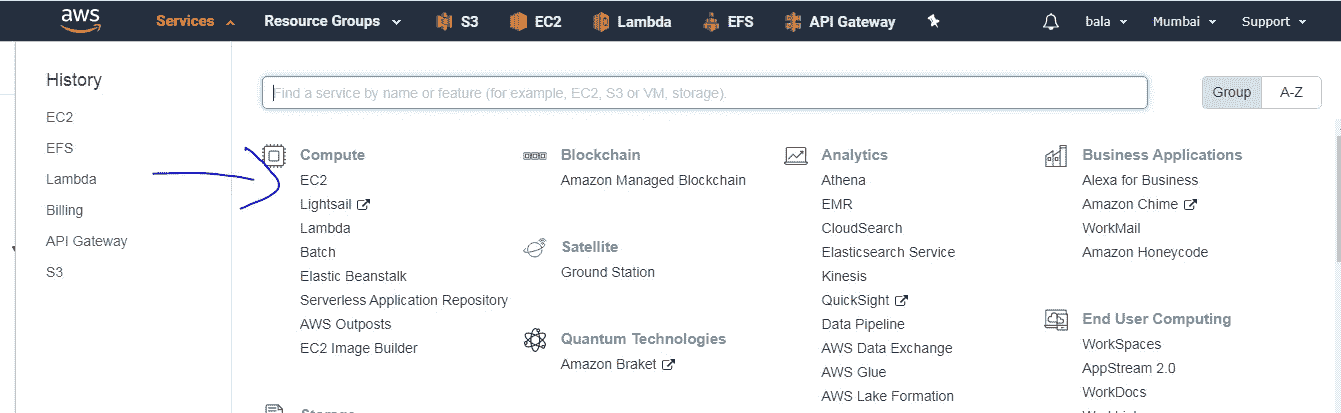 aws
Services
Resource Groups
S3
EC2
Lambda
EFS
API Gateway
bala
Mumbai
Support
History
EC2
EFS
Lambda
Billing
API Gateway
S3
Find a service by name or feature (for example, EC2, S3 or VM, storage).
Group
A-Z
Compute
EC2
Lightsail
Lambda
Batch
Elastic Beanstalk
Serverless Application Repository
AWS Outposts
EC2 Image Builder
Blockchain
Amazon Managed Blockchain
Satellite
Ground Station
Quantum Technologies
Amazon Braket
Analytics
Athena
EMR
CloudSearch
Elasticsearch Service
Kinesis
QuickSight
Data Pipeline
AWS Data Exchange
AWS Glue
AWS Lake Formation
Business Applications
Alexa for Business
Amazon Chime
WorkMail
Amazon Honeycode
End User Computing
WorkSpaces
AppStream 2.0
WorkDocs